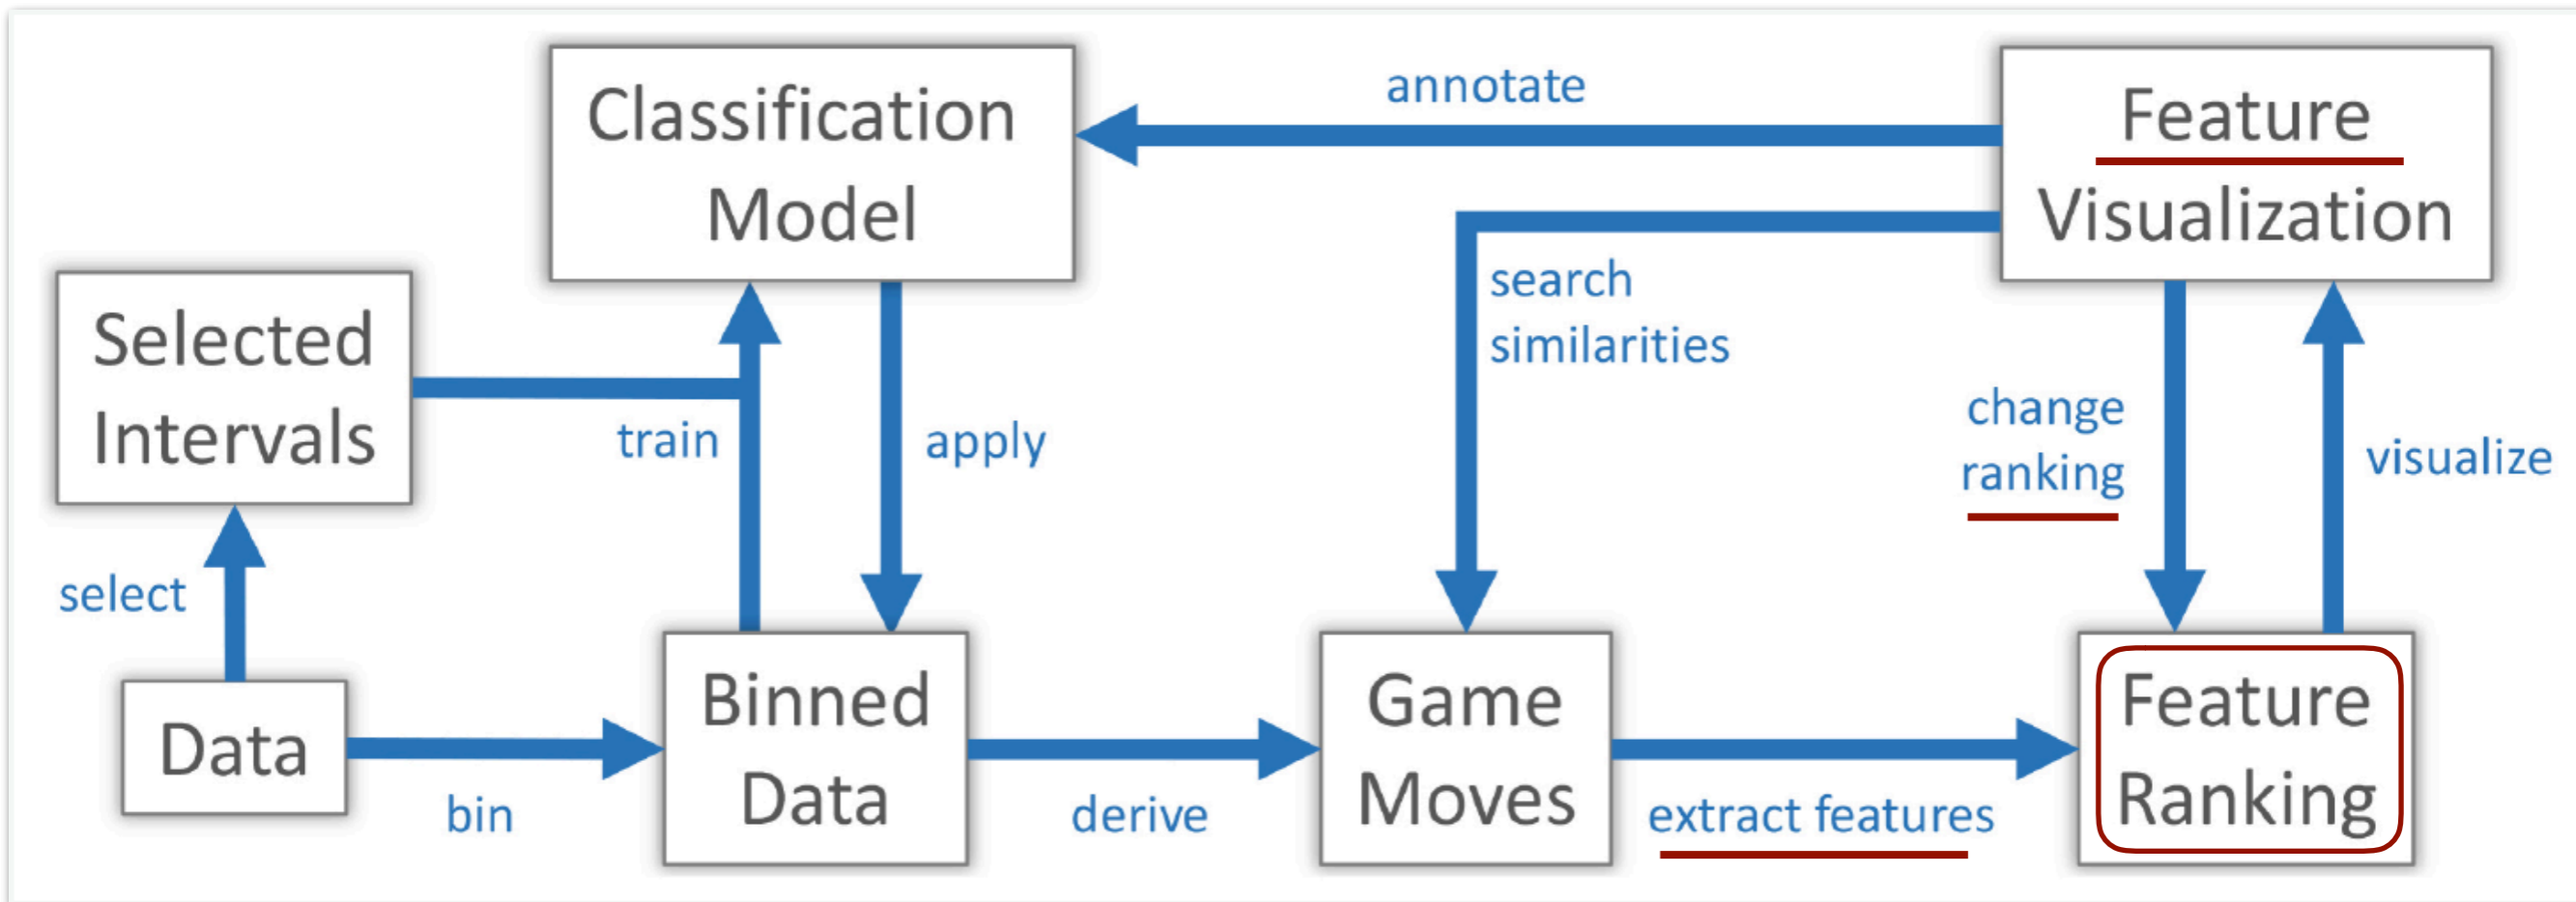 Classification
Model
annotate
Feature
Visualization
Selected
Intervals
search
similarities
train
apply
change
ranking
visualize
select
Data
bin
Binned
Data
derive
Game
Moves
extract features
Feature
Ranking